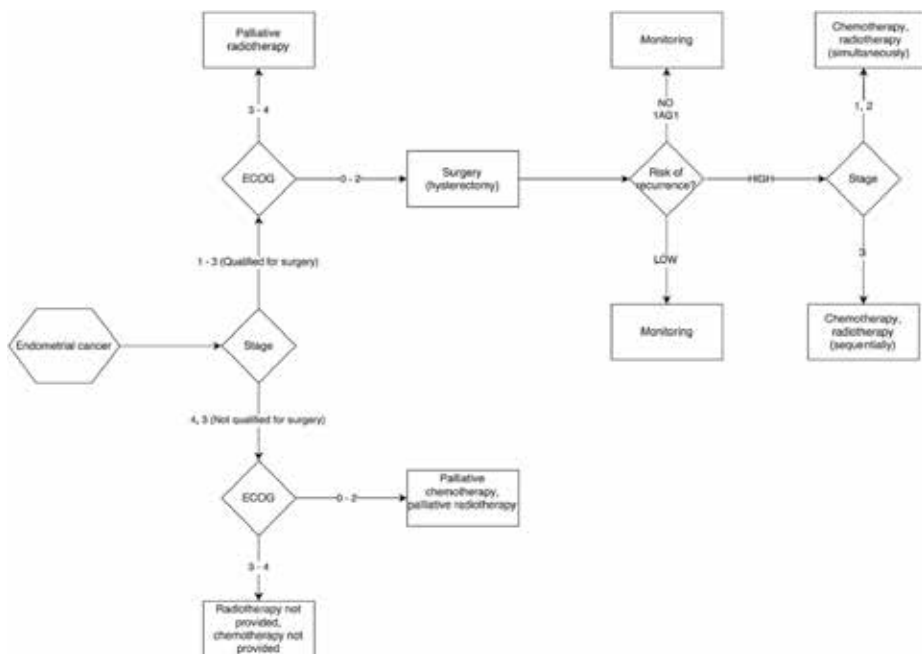 Palliative
radiotherapy
Monitoring
Chemotherapy,
radiotherapy
(simultaneously)
3 - 4
NO
1AG1
1, 2
ECOG
0 - 2
Surgery
(hysterectomy)
Risk of
recurrence?
HIGH
Stage
1 - 3 (Qualified for surgery)
LOW
3
Endometrial cancer
Stage
Monitoring
Chemotherapy,
radiotherapy
(sequentially)
4, 3 (Not qualified for surgery)
ECOG
0 - 2
Palliative
chemotherapy,
palliative radiotherapy
3 - 4
Radiotherapy not
provided,
chemotherapy not
provided